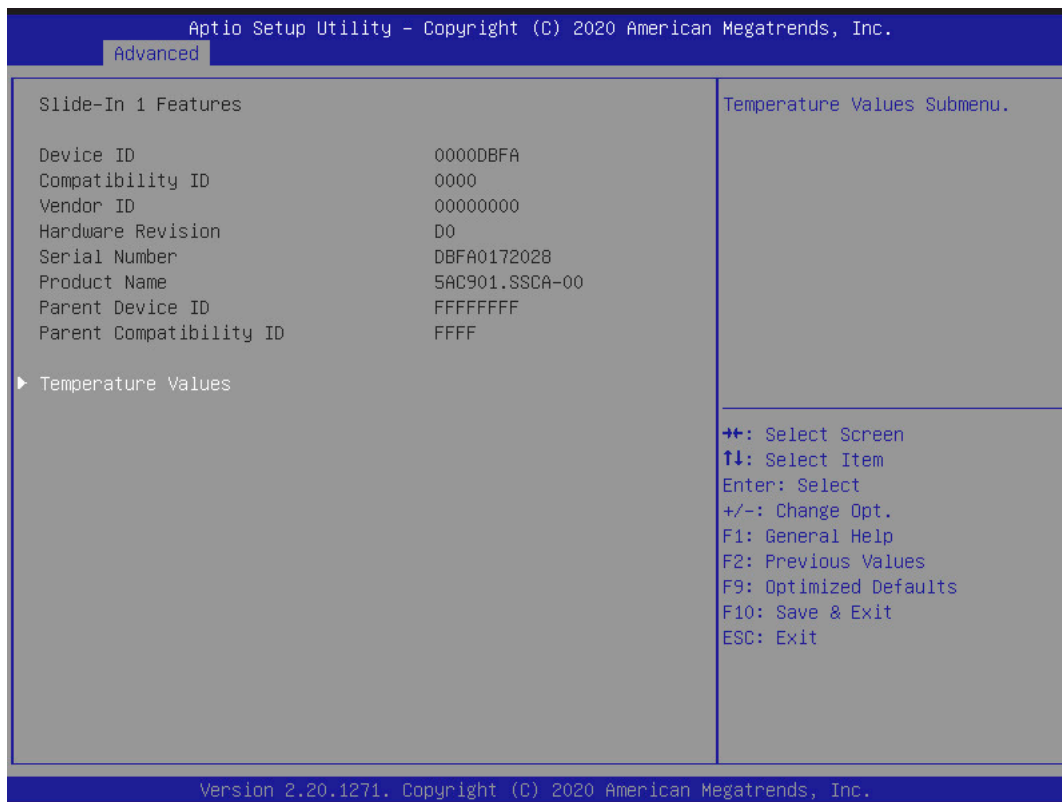 Aptio Setup Utility – Copyright (C) 2020 American Megatrends, Inc.
Advanced
Slide-In 1 Features
Device ID 0000DBFA
Compatibility ID 0000
Vendor ID 00000000
Hardware Revision D0
Serial Number DBFA0172028
Product Name 5AC901.SSCA-00
Parent Device ID FFFFFFFF
Parent Compatibility ID FFFF
▶ Temperature Values
Temperature Values Submenu.
→←: Select Screen
↑↓: Select Item
Enter: Select
+/-: Change Opt.
F1: General Help
F2: Previous Values
F9: Optimized Defaults
F10: Save & Exit
ESC: Exit
Version 2.20.1271. Copyright (C) 2020 American Megatrends, Inc.